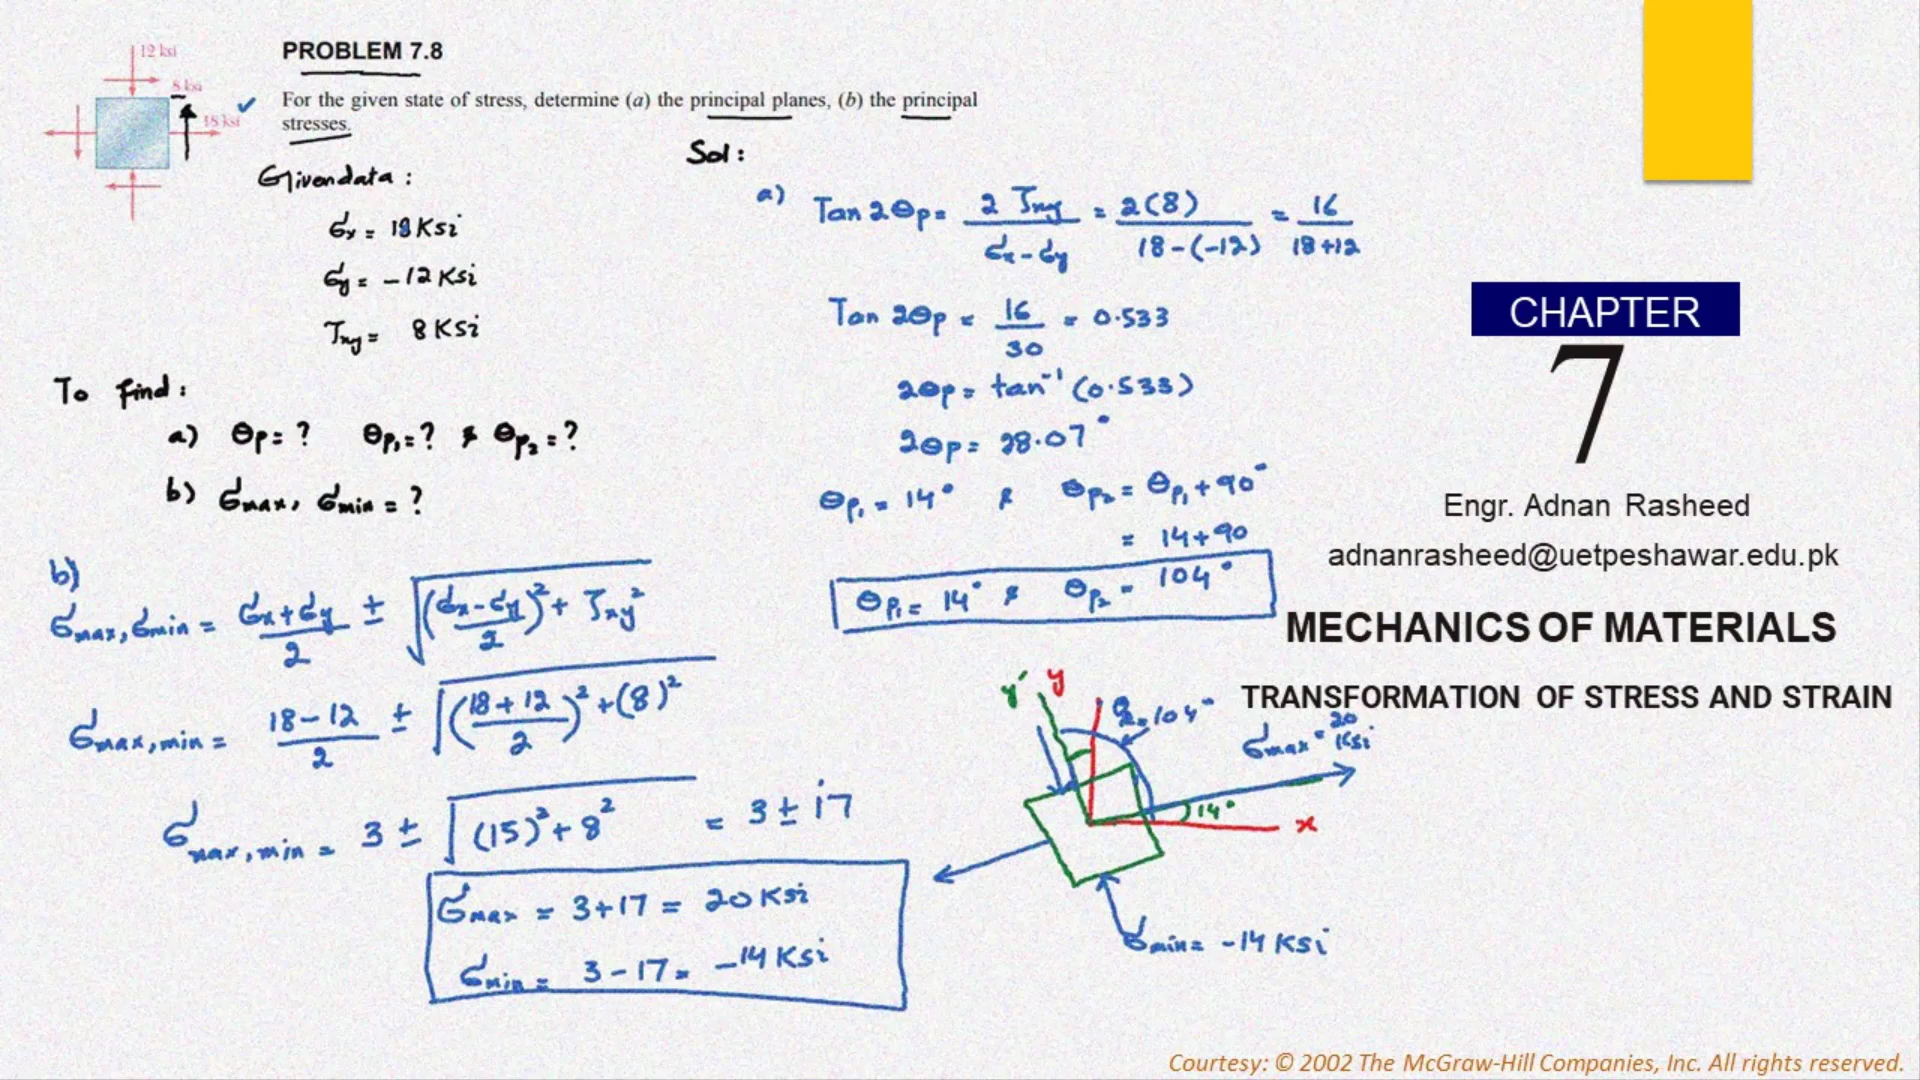 PROBLEM 7.8
12 ksi
8 ksi
18 ksi
For the given state of stress, determine (a) the principal planes, (b) the principal
stresses.
Given data :
σx = 18 Ksi
σy = -12 Ksi
τxy = 8 Ksi
To find :
a) θp = ? θp1 = ? & θp2 = ?
b) σmax, σmin = ?
Sol :
a) Tan 2θp = 2 τxy / σx - σy = 2(8) / 18-(-12) = 16 / 18+12
Tan 2θp = 16 / 30 = 0.533
2θp = tan⁻¹ (0.533)
2θp = 28.07°
θp1 = 14° & θp2 = θp1 + 90°
= 14+90
θp1 = 14° & θp2 = 104°
b)
σmax, σmin = σx + σy / 2 ± √(σx - σy / 2)² + τxy²
σmax, min = 18-12 / 2 ± √(18+12 / 2)² + (8)²
σmax, min = 3 ± √(15)² + 8² = 3 ± 17
σmax = 3+17 = 20 Ksi
σmin = 3-17 = -14 Ksi
y' y
=104°
σmax = 20 Ksi
14°
x
σmin = -14 Ksi
CHAPTER
7
Engr. Adnan Rasheed
adnanrasheed@uetpeshawar.edu.pk
MECHANICS OF MATERIALS
TRANSFORMATION OF STRESS AND STRAIN
Courtesy: © 2002 The McGraw-Hill Companies, Inc. All rights reserved.